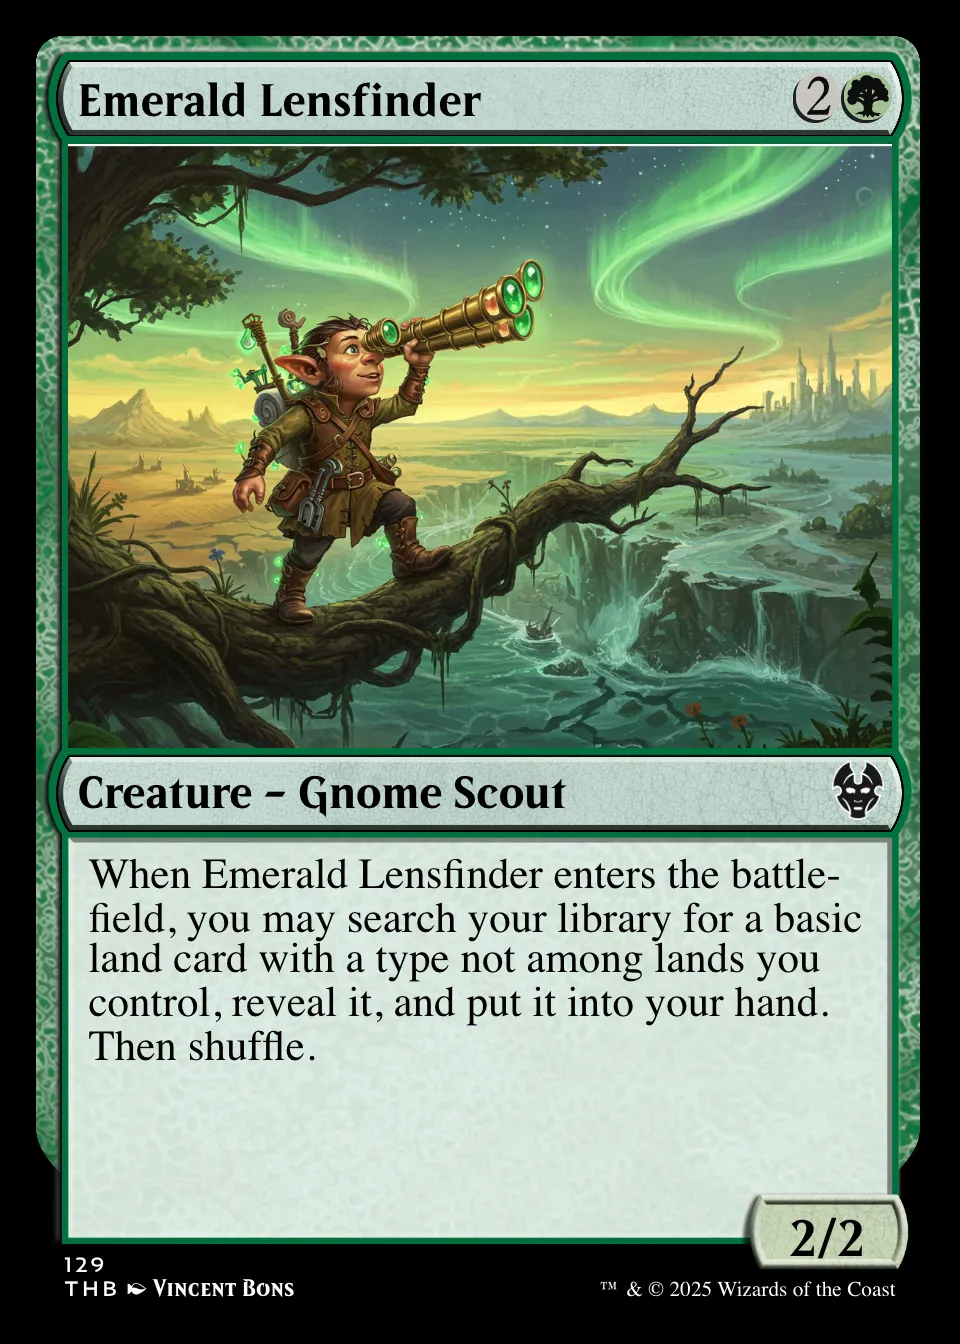 Emerald Lensfinder 2
Creature – Gnome Scout
When Emerald Lensfinder enters the battle-
field, you may search your library for a basic
land card with a type not among lands you
control, reveal it, and put it into your hand.
Then shuffle.
2/2
129
THB Vincent Bons
™ & © 2025 Wizards of the Coast